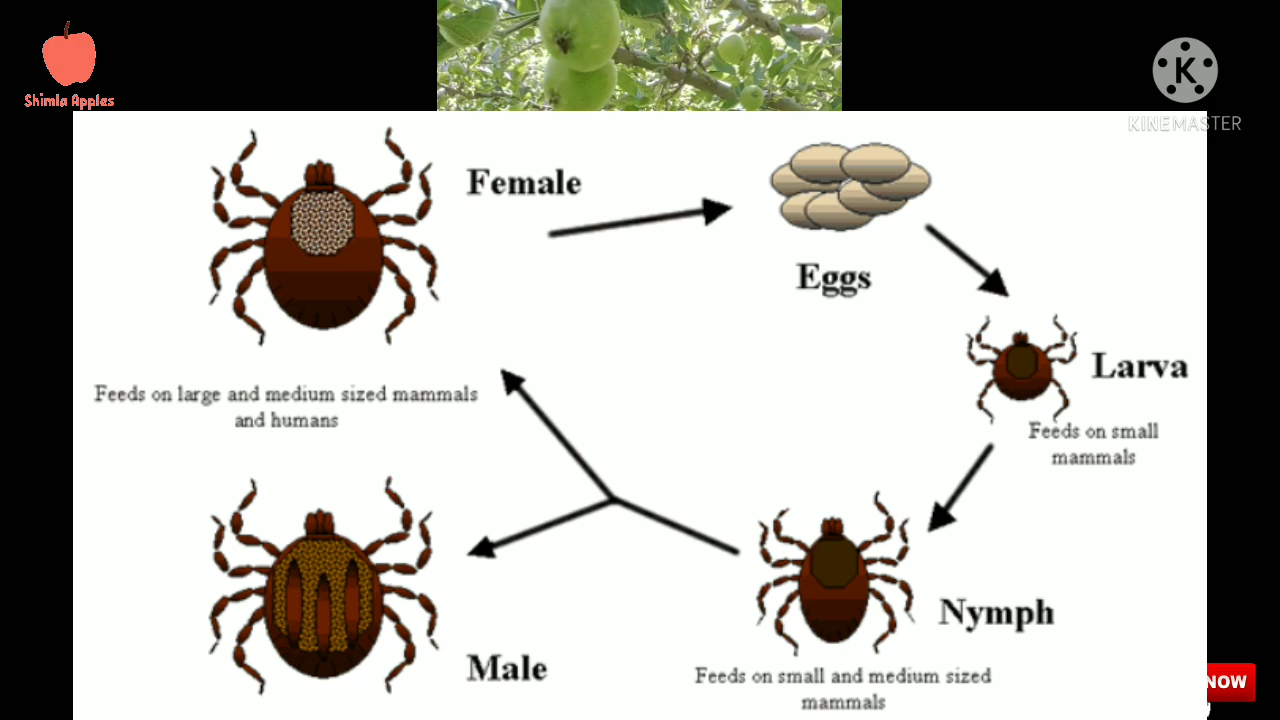 Shimla Apples
K
KINEMASTER
Female
Eggs
Larva
Feeds on large and medium sized mammals
and humans
Feeds on small
mammals
Nymph
Male
Feeds on small and medium sized
mammals
NOW